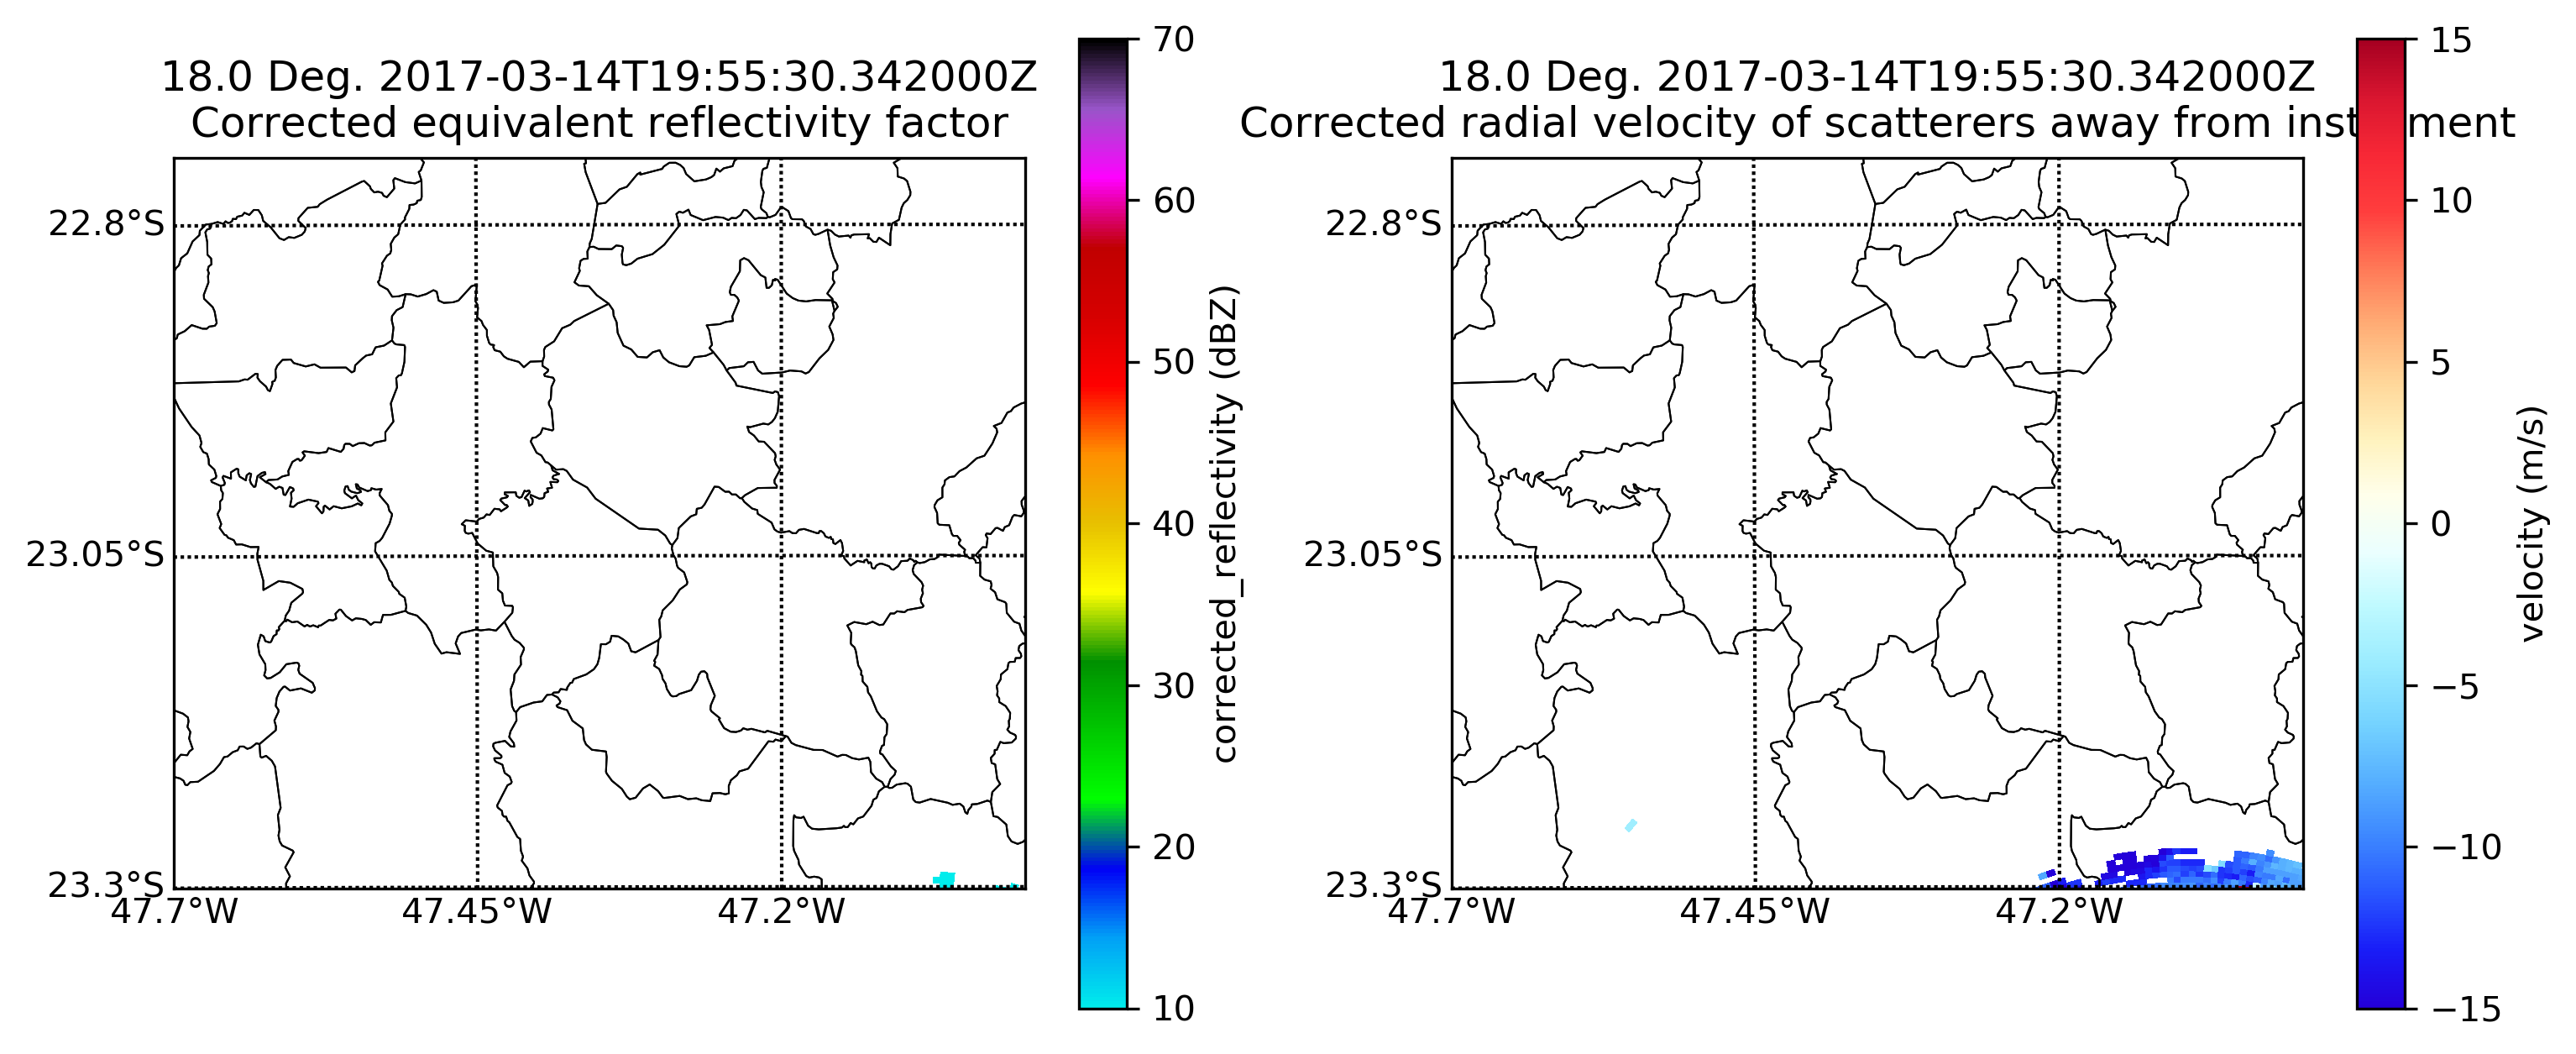 18.0 Deg. 2017-03-14T19:55:30.342000Z
Corrected equivalent reflectivity factor
22.8°S
23.05°S
23.3°S
47.7°W
47.45°W
47.2°W
70
60
50
40
30
20
10
corrected_reflectivity (dBZ)
18.0 Deg. 2017-03-14T19:55:30.342000Z
Corrected radial velocity of scatterers away from inst ment
22.8°S
23.05°S
23.3°S
47.7°W
47.45°W
47.2°W
15
10
5
0
−5
−10
−15
velocity (m/s)